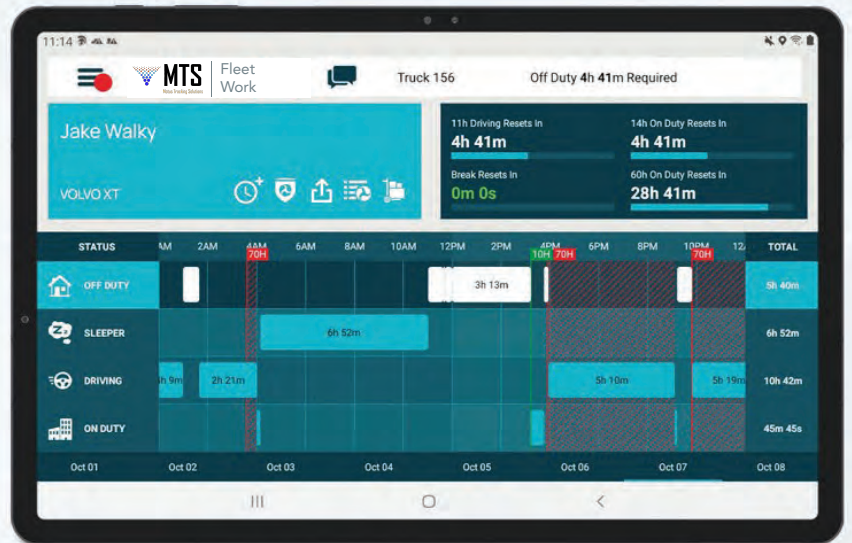 11:14
MTS
Fleet
Work
Truck 156
Off Duty 4h 41m Required
Jake Walky
VOLVO XT
11h Driving Resets In
4h 41m
14h On Duty Resets In
4h 41m
Break Resets In
0m 0s
60h On Duty Resets In
28h 41m
STATUS AM 2AM 4AM 6AM 8AM 10AM 12PM 2PM 4PM 6PM 8PM 10PM 12 TOTAL
70H 10H 70H 70H
OFF DUTY 3h 13m 5h 40m
SLEEPER 6h 52m 6h 52m
DRIVING h 9m 2h 21m 5h 10m 5h 19m 10h 42m
ON DUTY 45m 45s
Oct 01 Oct 02 Oct 03 Oct 04 Oct 05 Oct 06 Oct 07 Oct 08